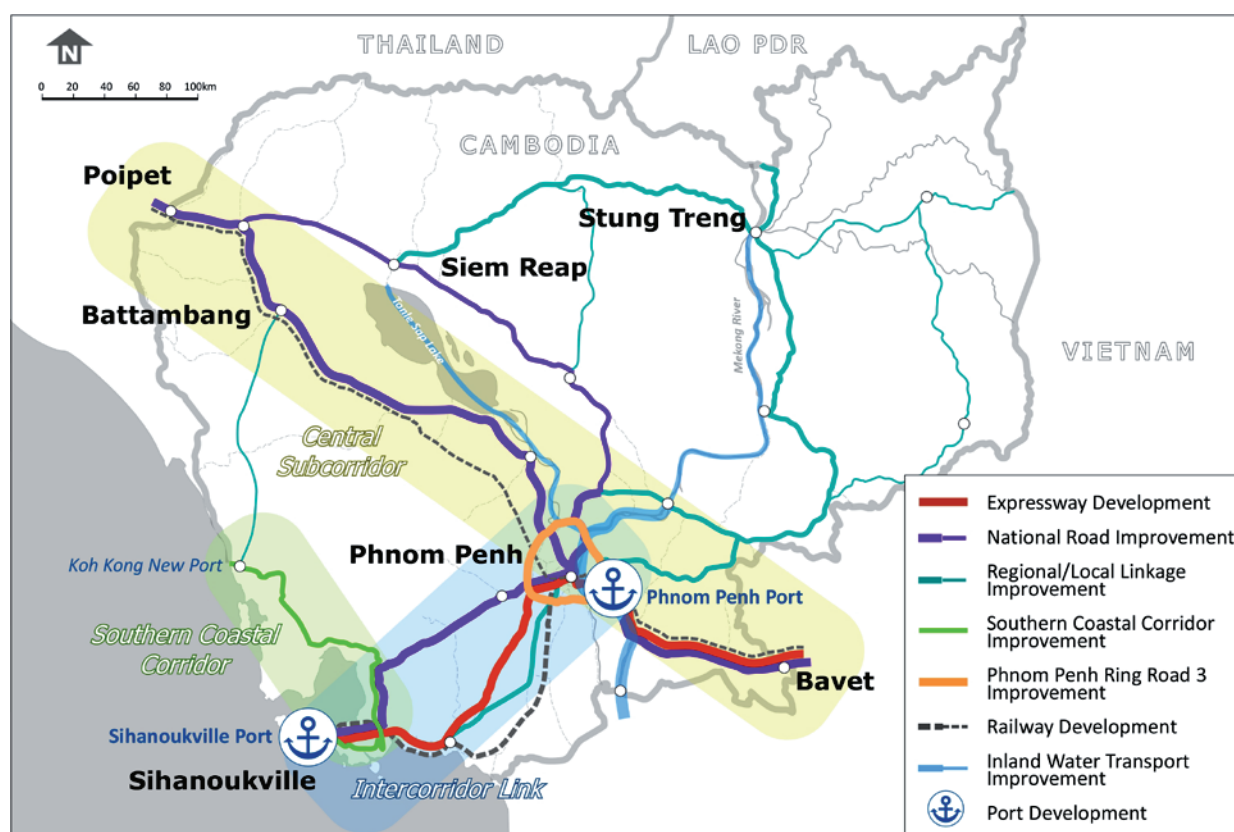 THAILAND
LAO PDR
N
0 20 40 60 80 100km
CAMBODIA
Poipet
Stung Treng
Siem Reap
Battambang
Tonle Sap Lake
Mekong River
VIETNAM
Central
Subcorridor
Phnom Penh
Koh Kong New Port
Phnom Penh Port
Southern Coastal
Corridor
Bavet
Sihanoukville Port
Sihanoukville
Intercorridor Link
Expressway Development
National Road Improvement
Regional/Local Linkage
Improvement
Southern Coastal Corridor
Improvement
Phnom Penh Ring Road 3
Improvement
Railway Development
Inland Water Transport
Improvement
Port Development